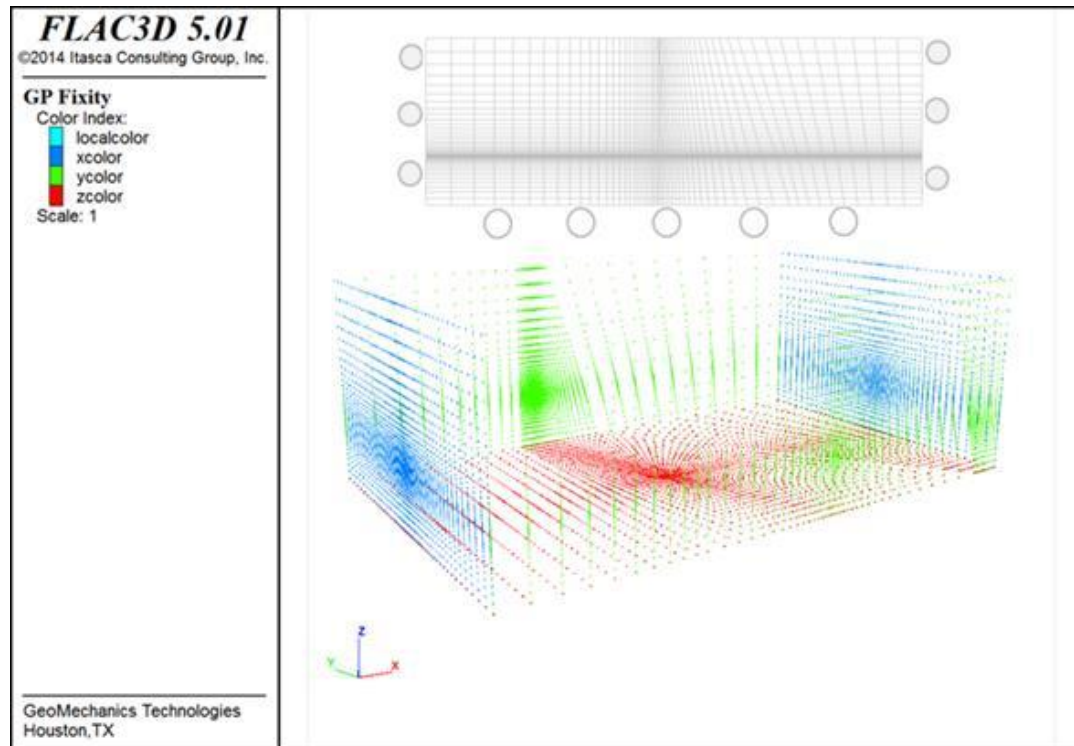 FLAC3D 5.01
©2014 Itasca Consulting Group, Inc.
GP Fixity
Color Index:
localcolor
xcolor
ycolor
zcolor
Scale: 1
Z
Y
X
GeoMechanics Technologies
Houston,TX